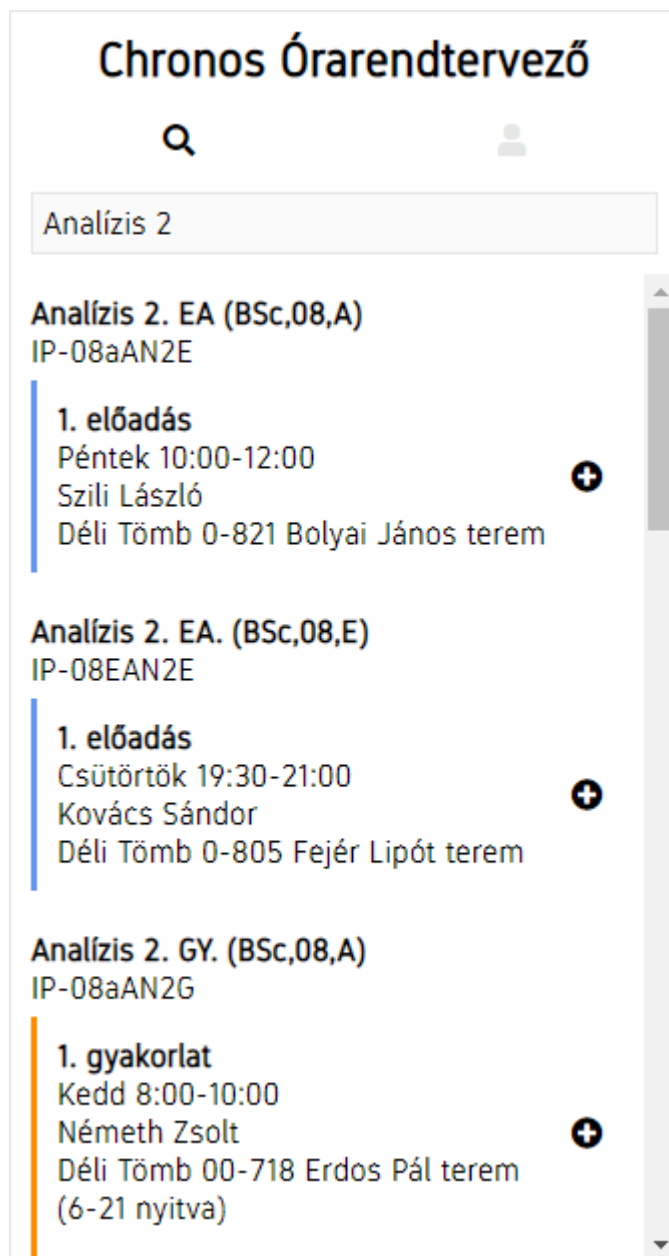 Chronos Órarendtervező
Analízis 2
Analízis 2. EA (BSc,08,A)
IP-08aAN2E
1. előadás
Péntek 10:00-12:00
Szili László
Déli Tömb 0-821 Bolyai János terem
Analízis 2. EA. (BSc,08,E)
IP-08EAN2E
1. előadás
Csütörtök 19:30-21:00
Kovács Sándor
Déli Tömb 0-805 Fejér Lipót terem
Analízis 2. GY. (BSc,08,A)
IP-08aAN2G
1. gyakorlat
Kedd 8:00-10:00
Németh Zsolt
Déli Tömb 00-718 Erdos Pál terem
(6-21 nyitva)